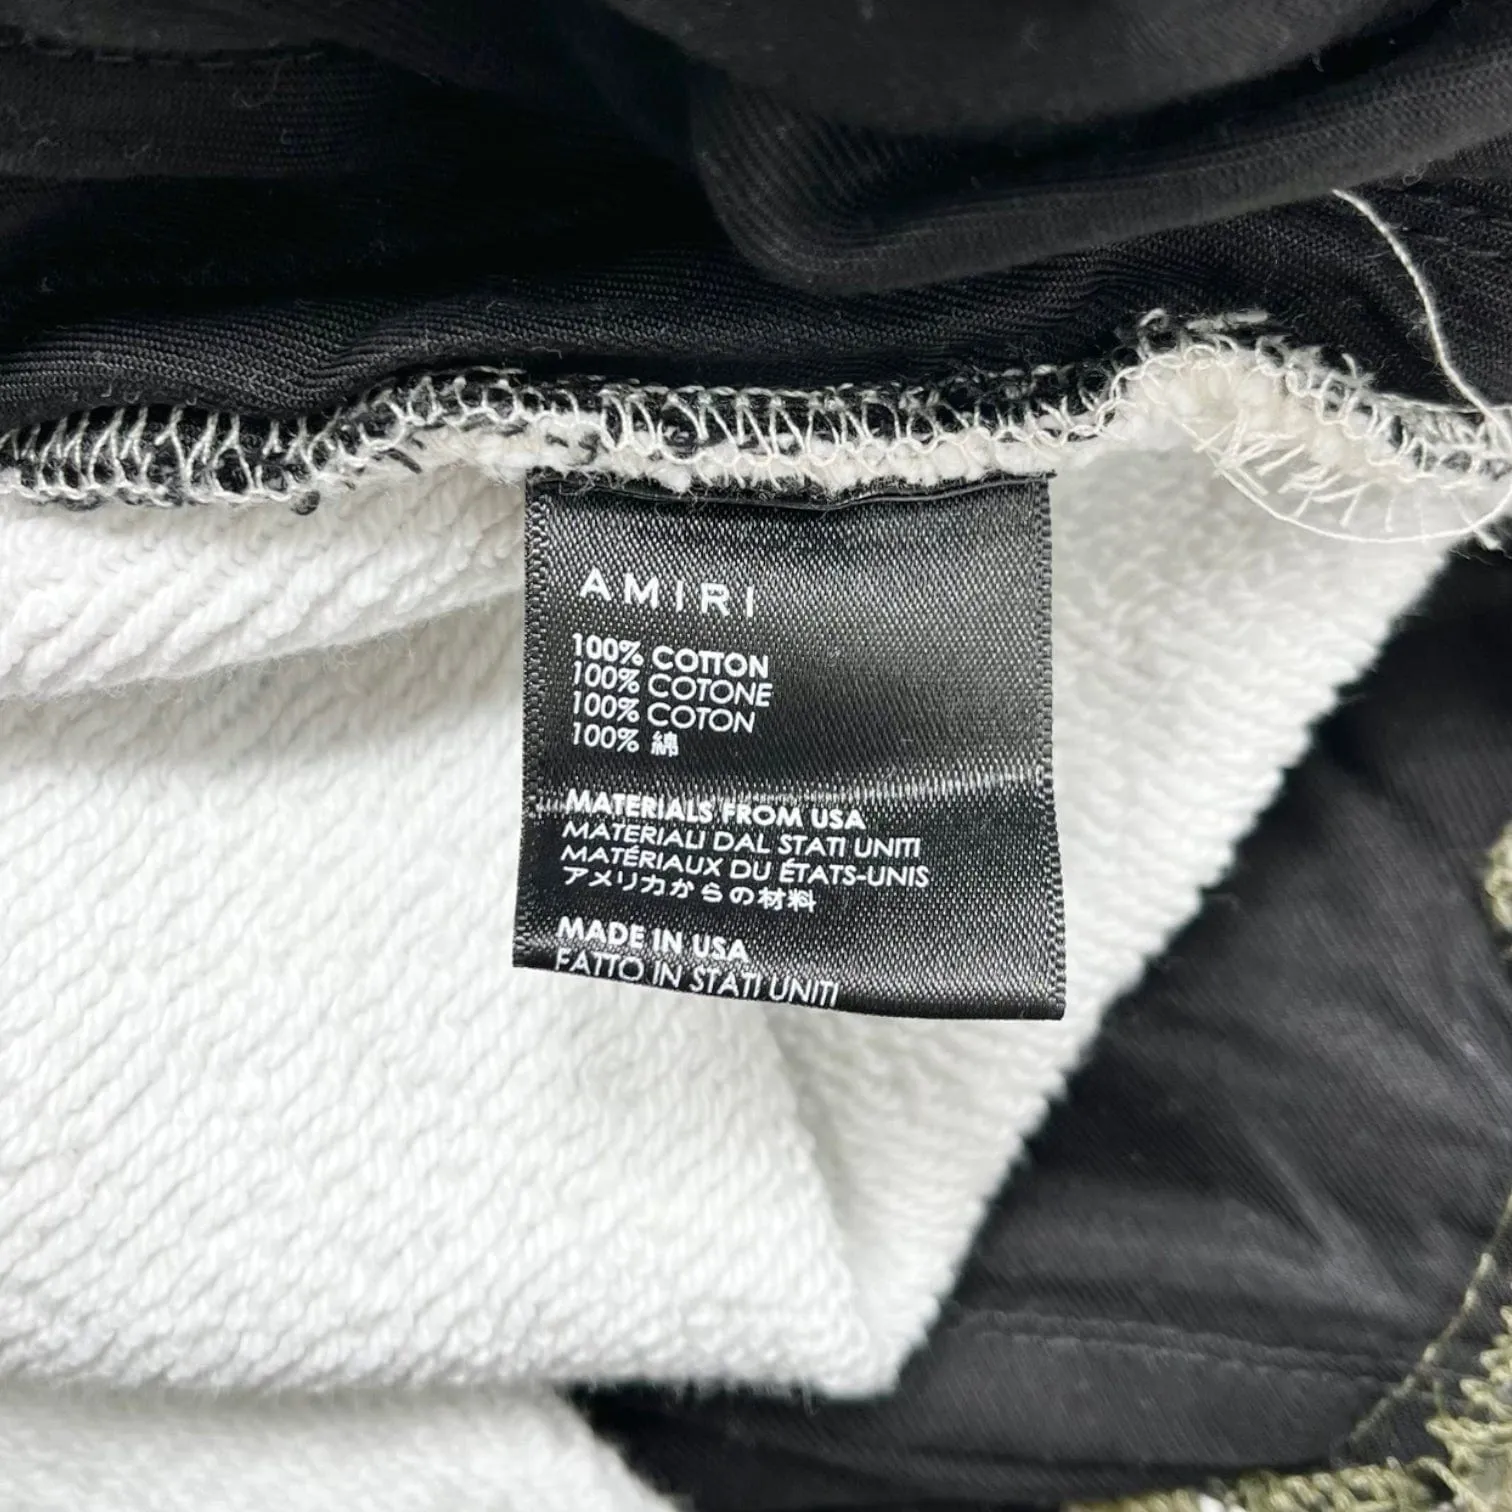 AMIRI
100% COTTON
100% COTONE
100% COTON
100% 綿
MATERIALS FROM USA
MATERIALI DAL STATI UNITI
MATÉRIAUX DU ÉTATS-UNIS
アメリカからの材料
MADE IN USA
FATTO IN STATI UNITI